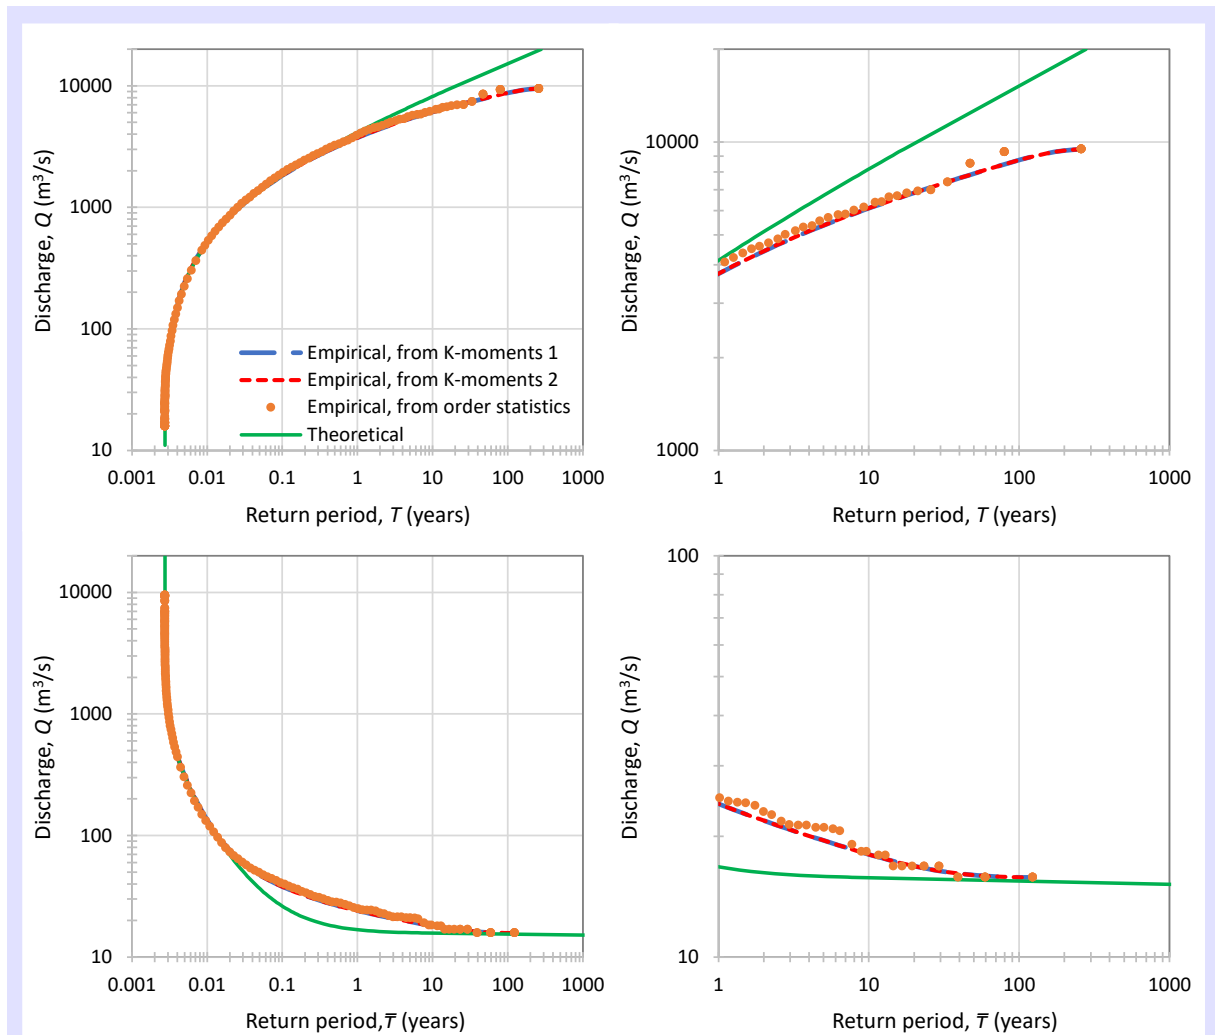 10000
1000
100
10
Discharge, Q (m³/s)
Empirical, from K-moments 1
Empirical, from K-moments 2
Empirical, from order statistics
Theoretical
0.001 0.01 0.1 1 10 100 1000
Return period, T (years)
10000
1000
Discharge, Q (m³/s)
1 10 100 1000
Return period, T (years)
10000
1000
100
10
Discharge, Q (m³/s)
0.001 0.01 0.1 1 10 100 1000
Return period,T̅ (years)
100
10
Discharge, Q (m³/s)
1 10 100 1000
Return period, T̅ (years)